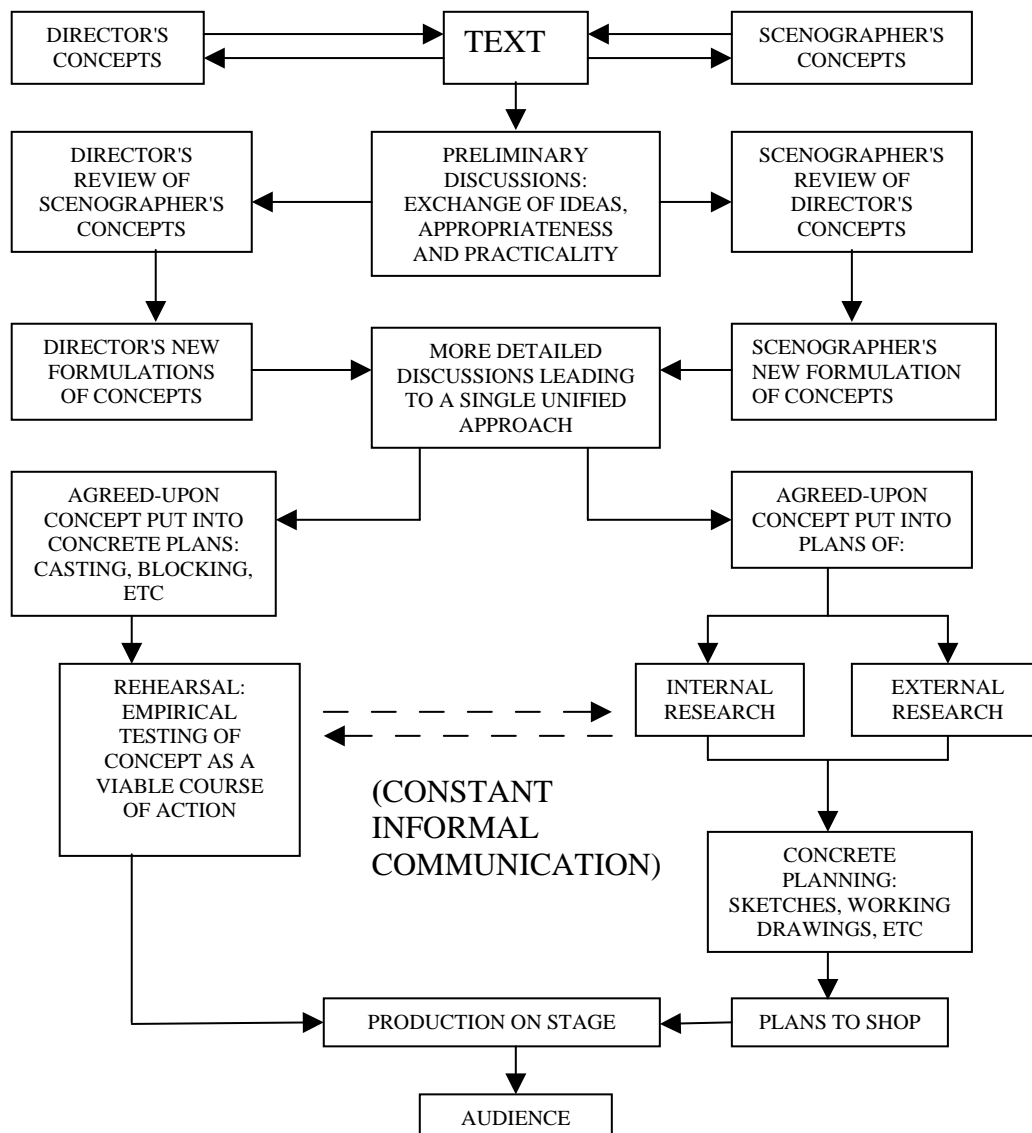 DIRECTOR'S
CONCEPTS
TEXT
SCENOGRAPHER'S
CONCEPTS
DIRECTOR'S
REVIEW OF
SCENOGRAPHER'S
CONCEPTS
PRELIMINARY
DISCUSSIONS:
EXCHANGE OF IDEAS,
APPROPRIATENESS
AND PRACTICALITY
SCENOGRAPHER'S
REVIEW OF
DIRECTOR'S
CONCEPTS
DIRECTOR'S NEW
FORMULATIONS
OF CONCEPTS
MORE DETAILED
DISCUSSIONS LEADING
TO A SINGLE UNIFIED
APPROACH
SCENOGRAPHER'S
NEW FORMULATION
OF CONCEPTS
AGREED-UPON
CONCEPT PUT INTO
CONCRETE PLANS:
CASTING, BLOCKING,
ETC
AGREED-UPON
CONCEPT PUT INTO
PLANS OF:
REHEARSAL:
EMPIRICAL
TESTING OF
CONCEPT AS A
VIABLE COURSE
OF ACTION
INTERNAL
RESEARCH
EXTERNAL
RESEARCH
(CONSTANT
INFORMAL
COMMUNICATION)
CONCRETE
PLANNING:
SKETCHES, WORKING
DRAWINGS, ETC
PRODUCTION ON STAGE
PLANS TO SHOP
AUDIENCE